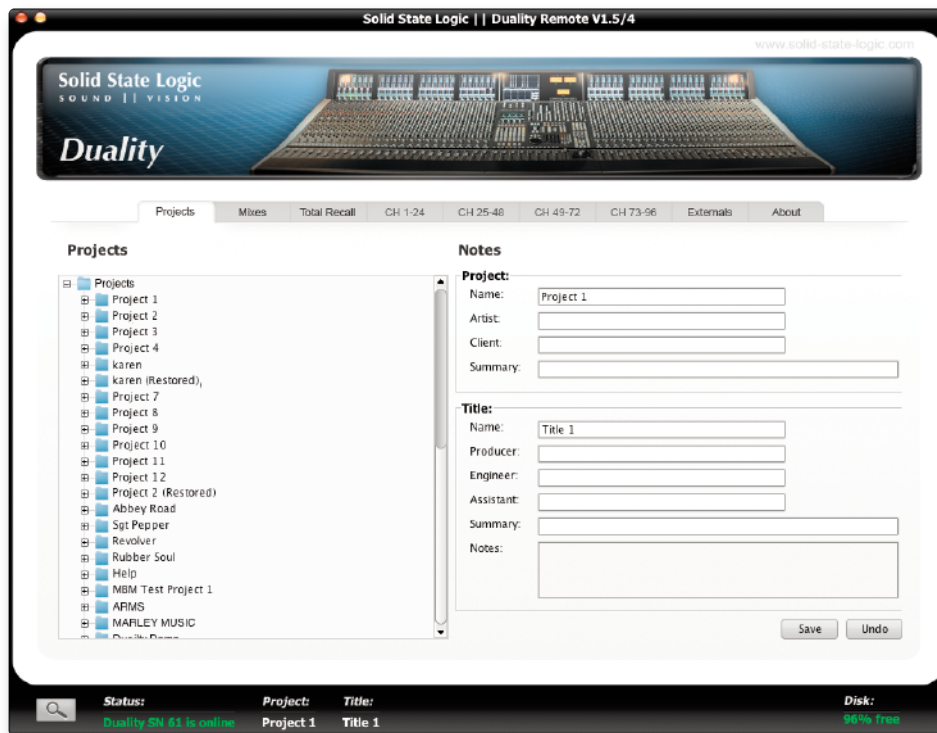 Solid State Logic || Duality Remote V1.5/4
www.solid-state-logic.com
Solid State Logic
SOUND || VISION
Duality
Projects Mixes Total Recall CH 1-24 CH 25-48 CH 49-72 CH 73-96 Externals About
Projects
Projects
Project 1
Project 2
Project 3
Project 4
karen
karen (Restored),
Project 7
Project 8
Project 9
Project 10
Project 11
Project 12
Project 2 (Restored)
Abbey Road
Sgt Pepper
Revolver
Rubber Soul
Help
MBM Test Project 1
ARMS
MARLEY MUSIC
Notes
Project:
Name: Project 1
Artist:
Client:
Summary:
Title:
Name: Title 1
Producer:
Engineer:
Assistant:
Summary:
Notes:
Save Undo
Status: Project: Title: Disk:
Duality SN 61 is online Project 1 Title 1 96% free